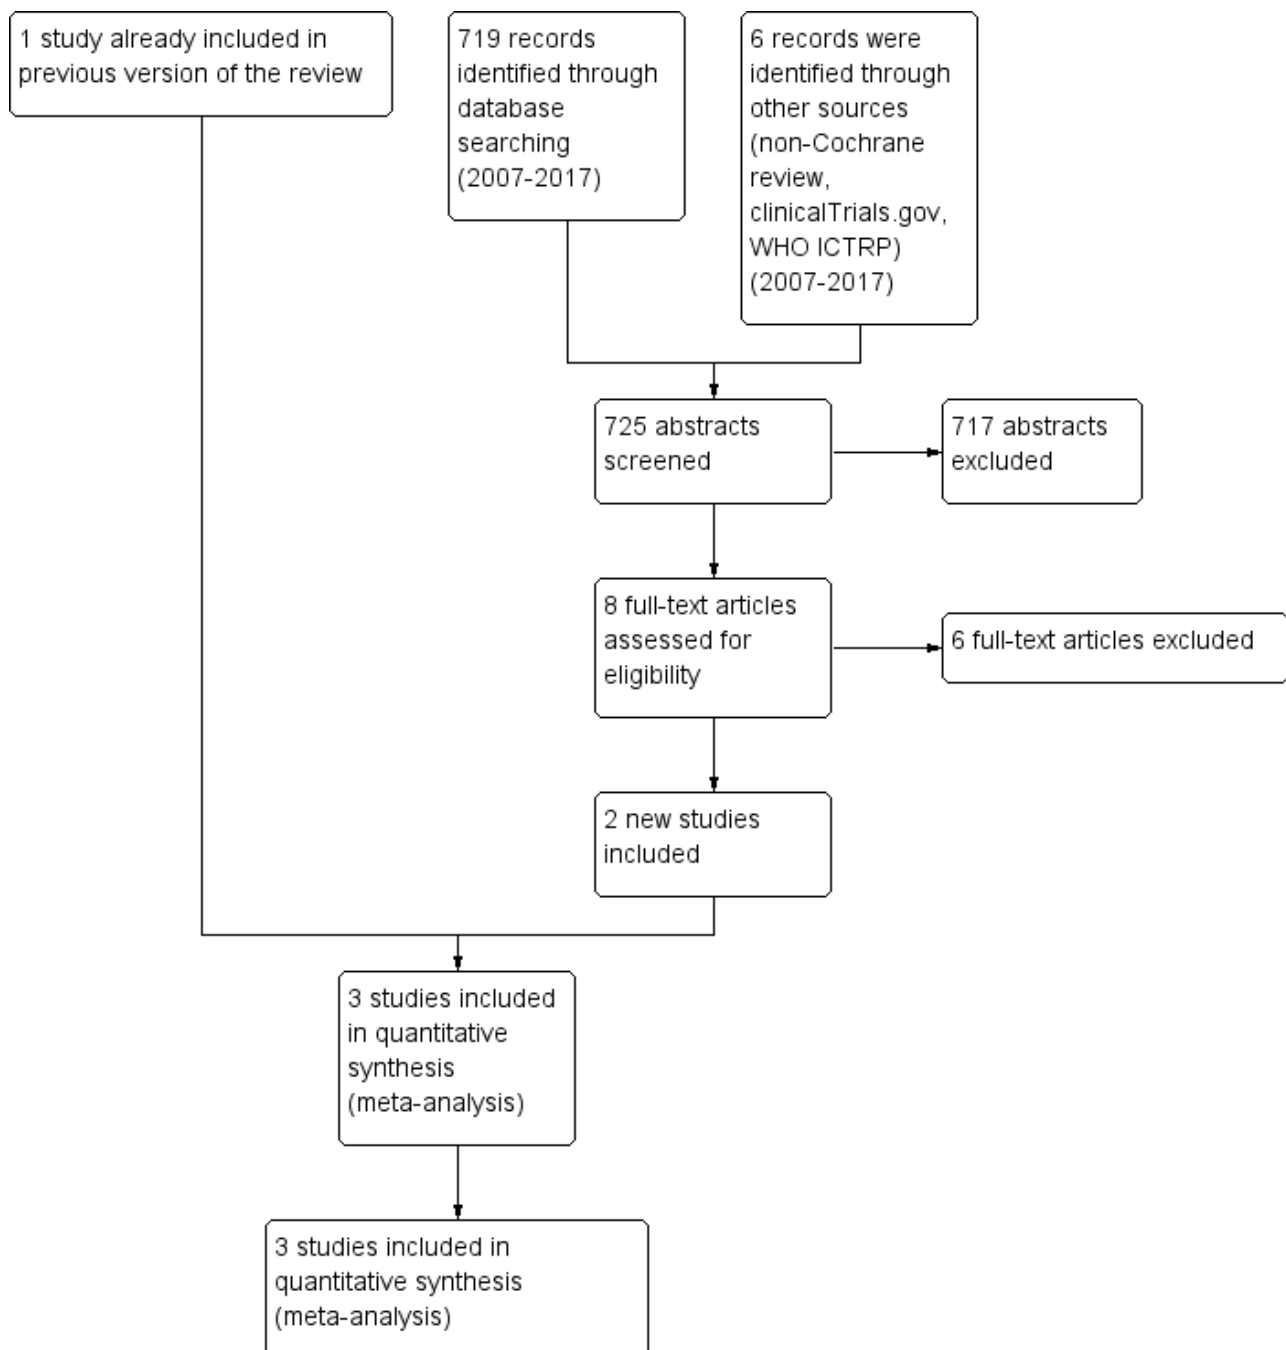 1 study already included in
previous version of the review
719 records
identified through
database
searching
(2007-2017)
6 records were
identified through
other sources
(non-Cochrane
review,
clinicalTrials.gov,
WHO ICTRP)
(2007-2017)
725 abstracts
screened
717 abstracts
excluded
8 full-text articles
assessed for
eligibility
6 full-text articles excluded
2 new studies
included
3 studies included
in quantitative
synthesis
(meta-analysis)
3 studies included in
quantitative synthesis
(meta-analysis)